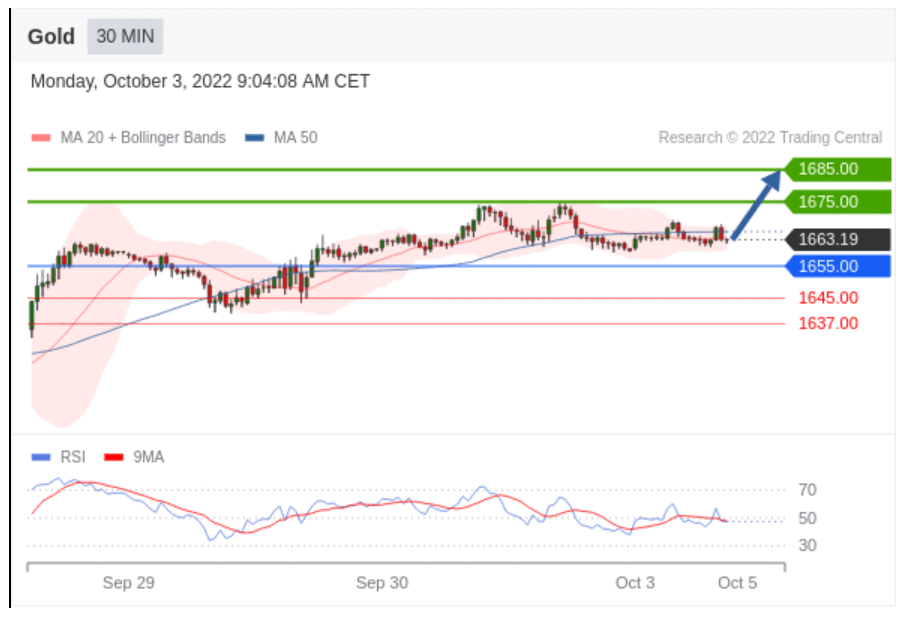 Gold 30 MIN
Monday, October 3, 2022 9:04:08 AM CET
MA 20 + Bollinger Bands MA 50 Research © 2022 Trading Central
1685.00
1675.00
1663.19
1655.00
1645.00
1637.00
RSI 9MA
70
50
30
Sep 29 Sep 30 Oct 3 Oct 5